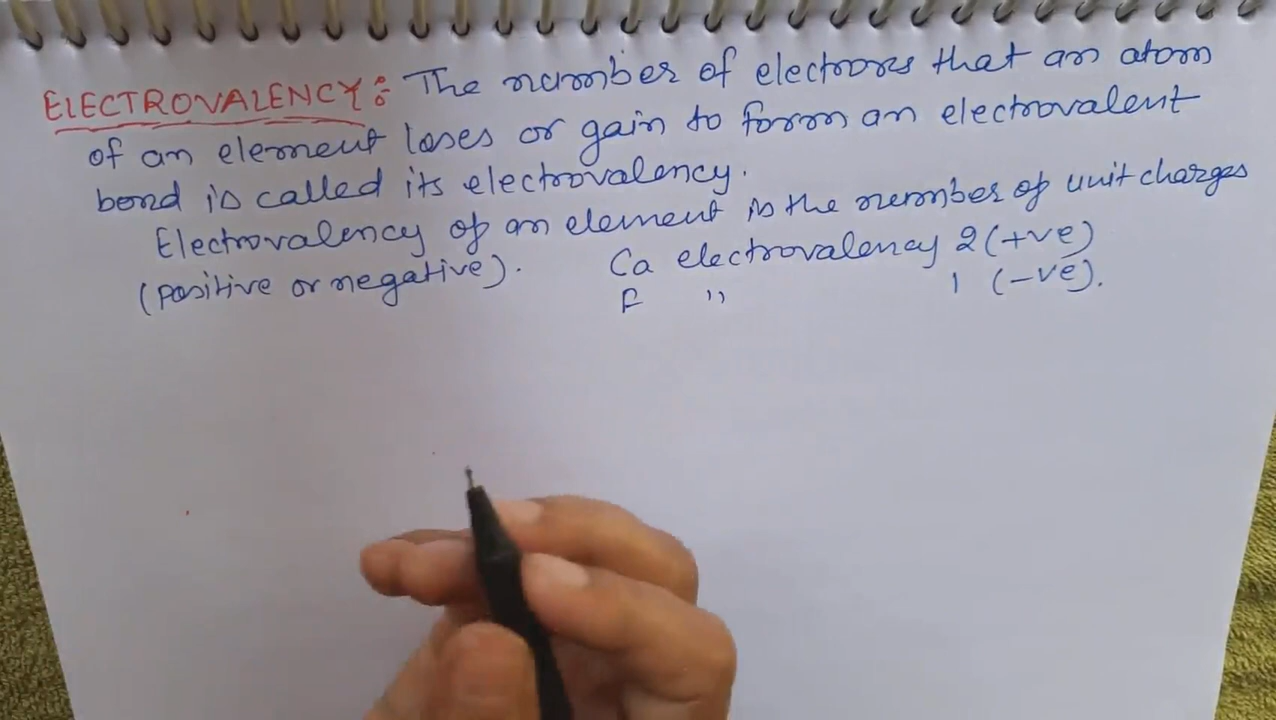 ELECTROVALENCY: The number of electrons that an atom
of an element loses or gain to form an electrovalent
bond is called its electrovalency.
Electrovalency of an element is the number of unit charges
(positive or negative). Ca electrovalency 2 (+ve)
F " 1 (-ve).